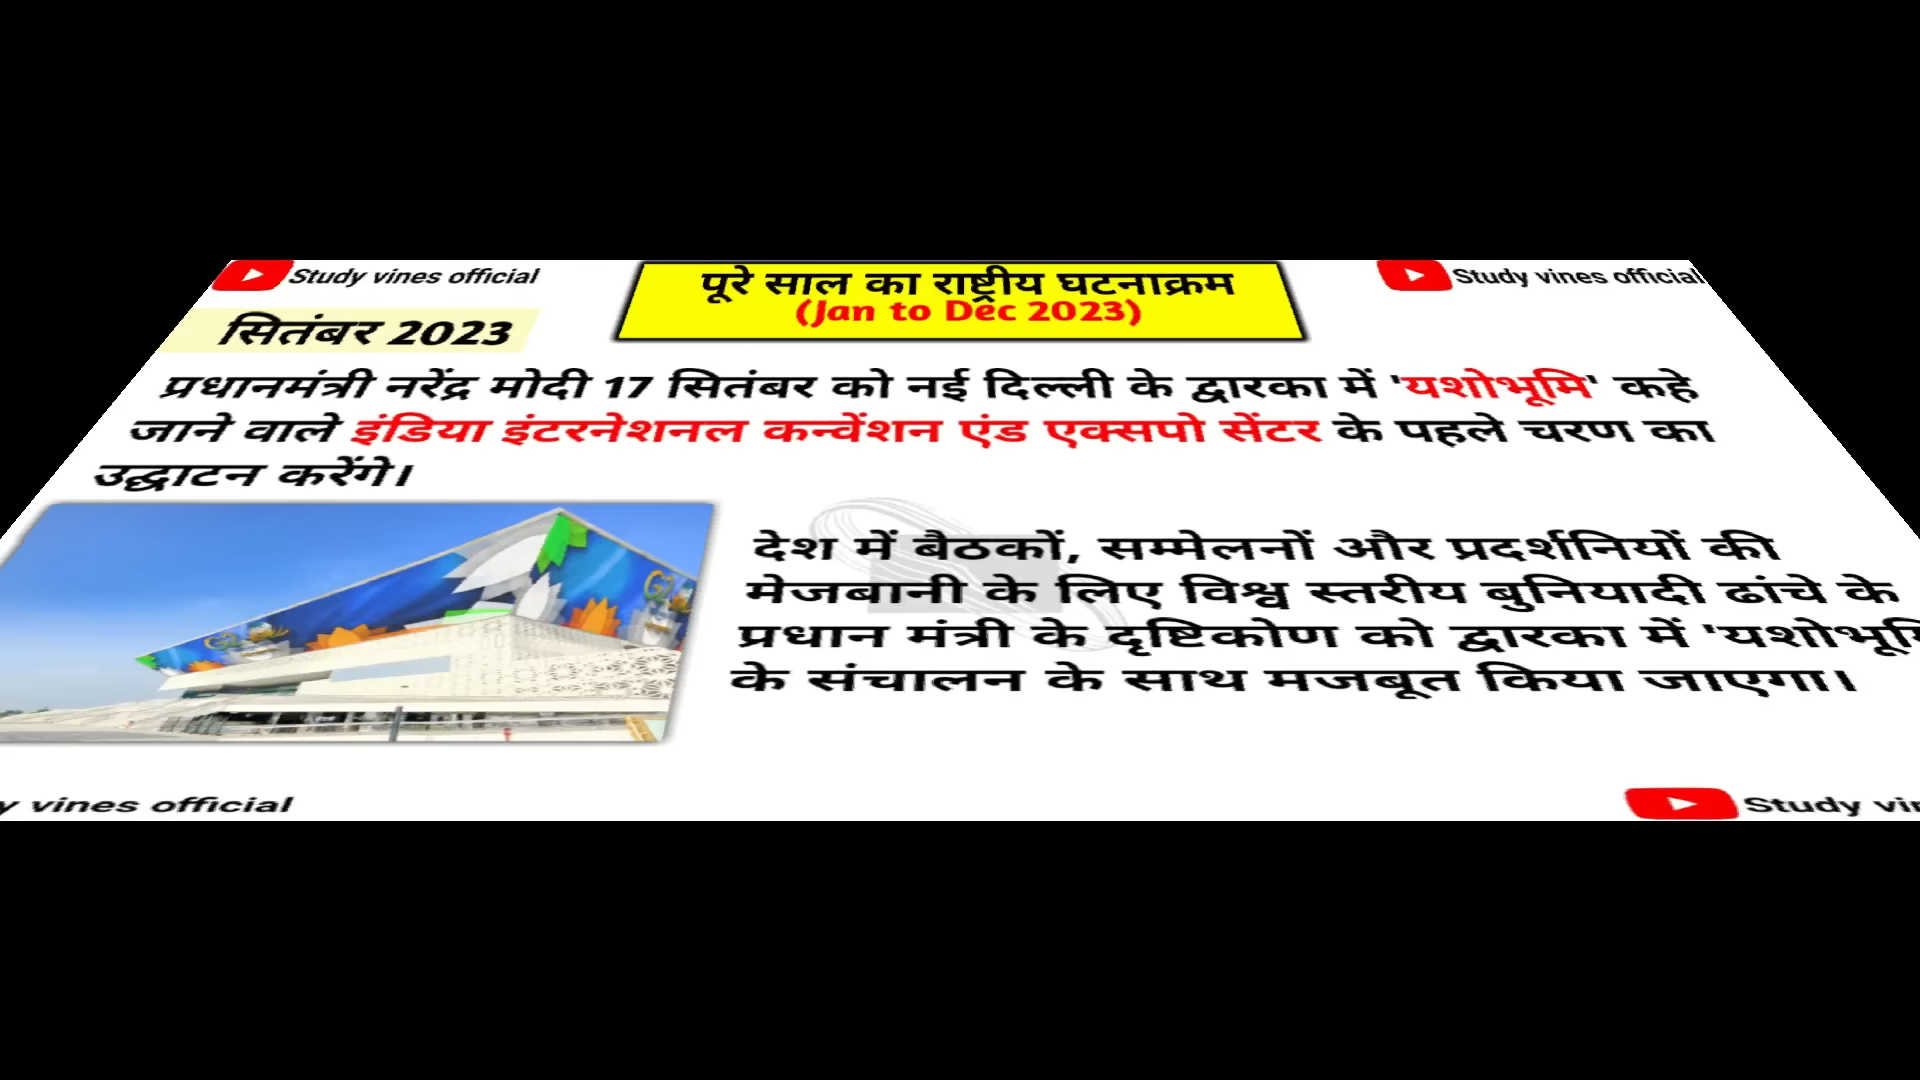 Study vines official
पूरे साल का राष्ट्रीय घटनाक्रम
(Jan to Dec 2023)
Study vines official
सितंबर 2023
प्रधानमंत्री नरेंद्र मोदी 17 सितंबर को नई दिल्ली के द्वारका में 'यशोभूमि' कहे
जाने वाले इंडिया इंटरनेशनल कन्वेंशन एंड एक्सपो सेंटर के पहले चरण का
उद्घाटन करेंगे।
देश में बैठकों, सम्मेलनों और प्रदर्शनियों की
मेजबानी के लिए विश्व स्तरीय बुनियादी ढांचे के
प्रधान मंत्री के दृष्टिकोण को द्वारका में 'यशोभूमि
के संचालन के साथ मजबूत किया जाएगा।
vines official
Study